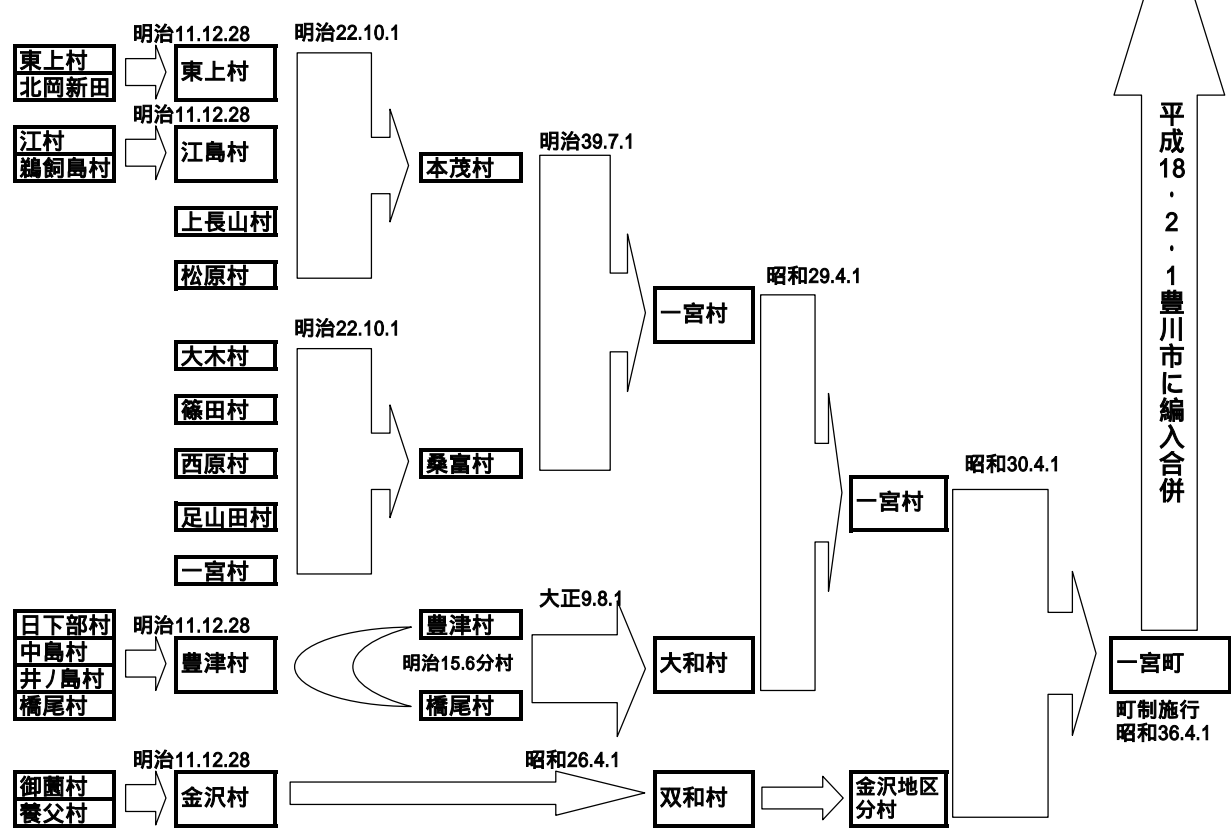 明治11.12.28
明治22.10.1
東上村
北岡新田
東上村
明治11.12.28
江村
鵜飼島村
江島村
上長山村
松原村
本茂村
明治39.7.1
明治22.10.1
大木村
篠田村
西原村
足山田村
一宮村
桑富村
一宮村
昭和29.4.1
日下部村
中島村
井ノ島村
橋尾村
明治11.12.28
豊津村
豊津村
明治15.6分村
橋尾村
大正9.8.1
大和村
一宮村
昭和30.4.1
御薗村
養父村
明治11.12.28
金沢村
昭和26.4.1
双和村
金沢地区
分村
一宮町
町制施行
昭和36.4.1
平成18・2・1豊川市に編入合併